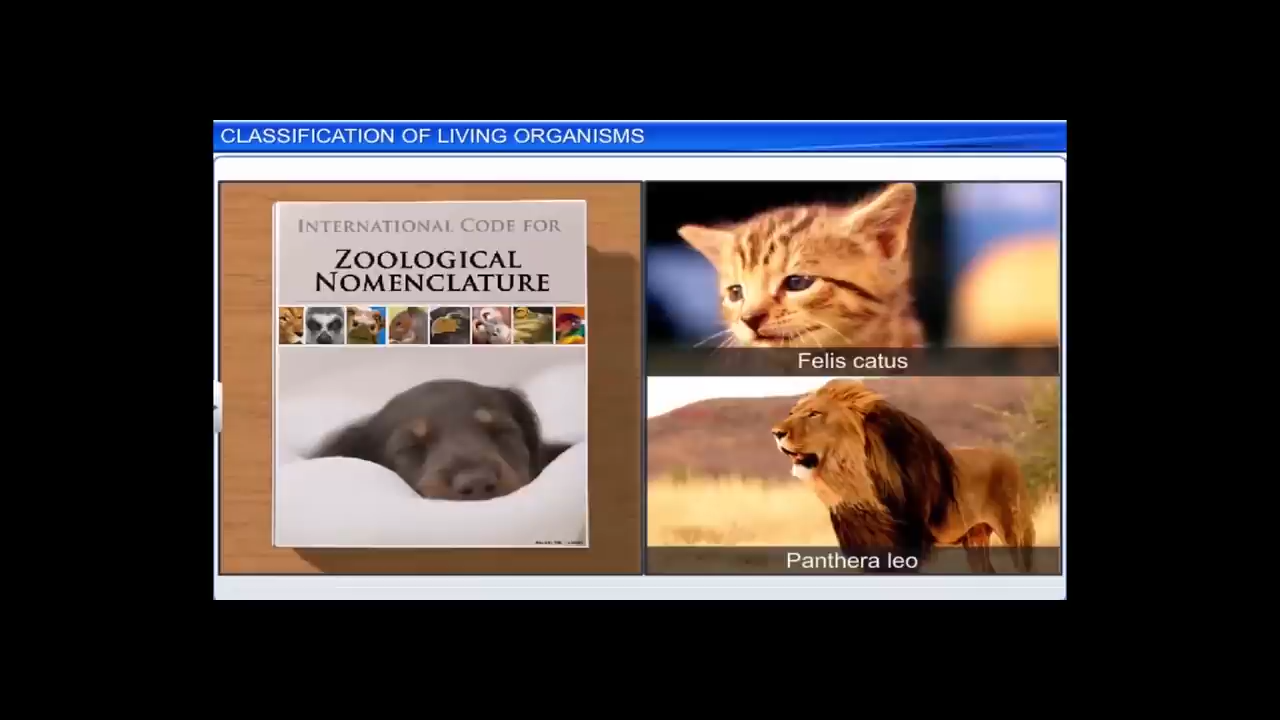 CLASSIFICATION OF LIVING ORGANISMS
INTERNATIONAL CODE FOR
ZOOLOGICAL
NOMENCLATURE
Felis catus
Panthera leo